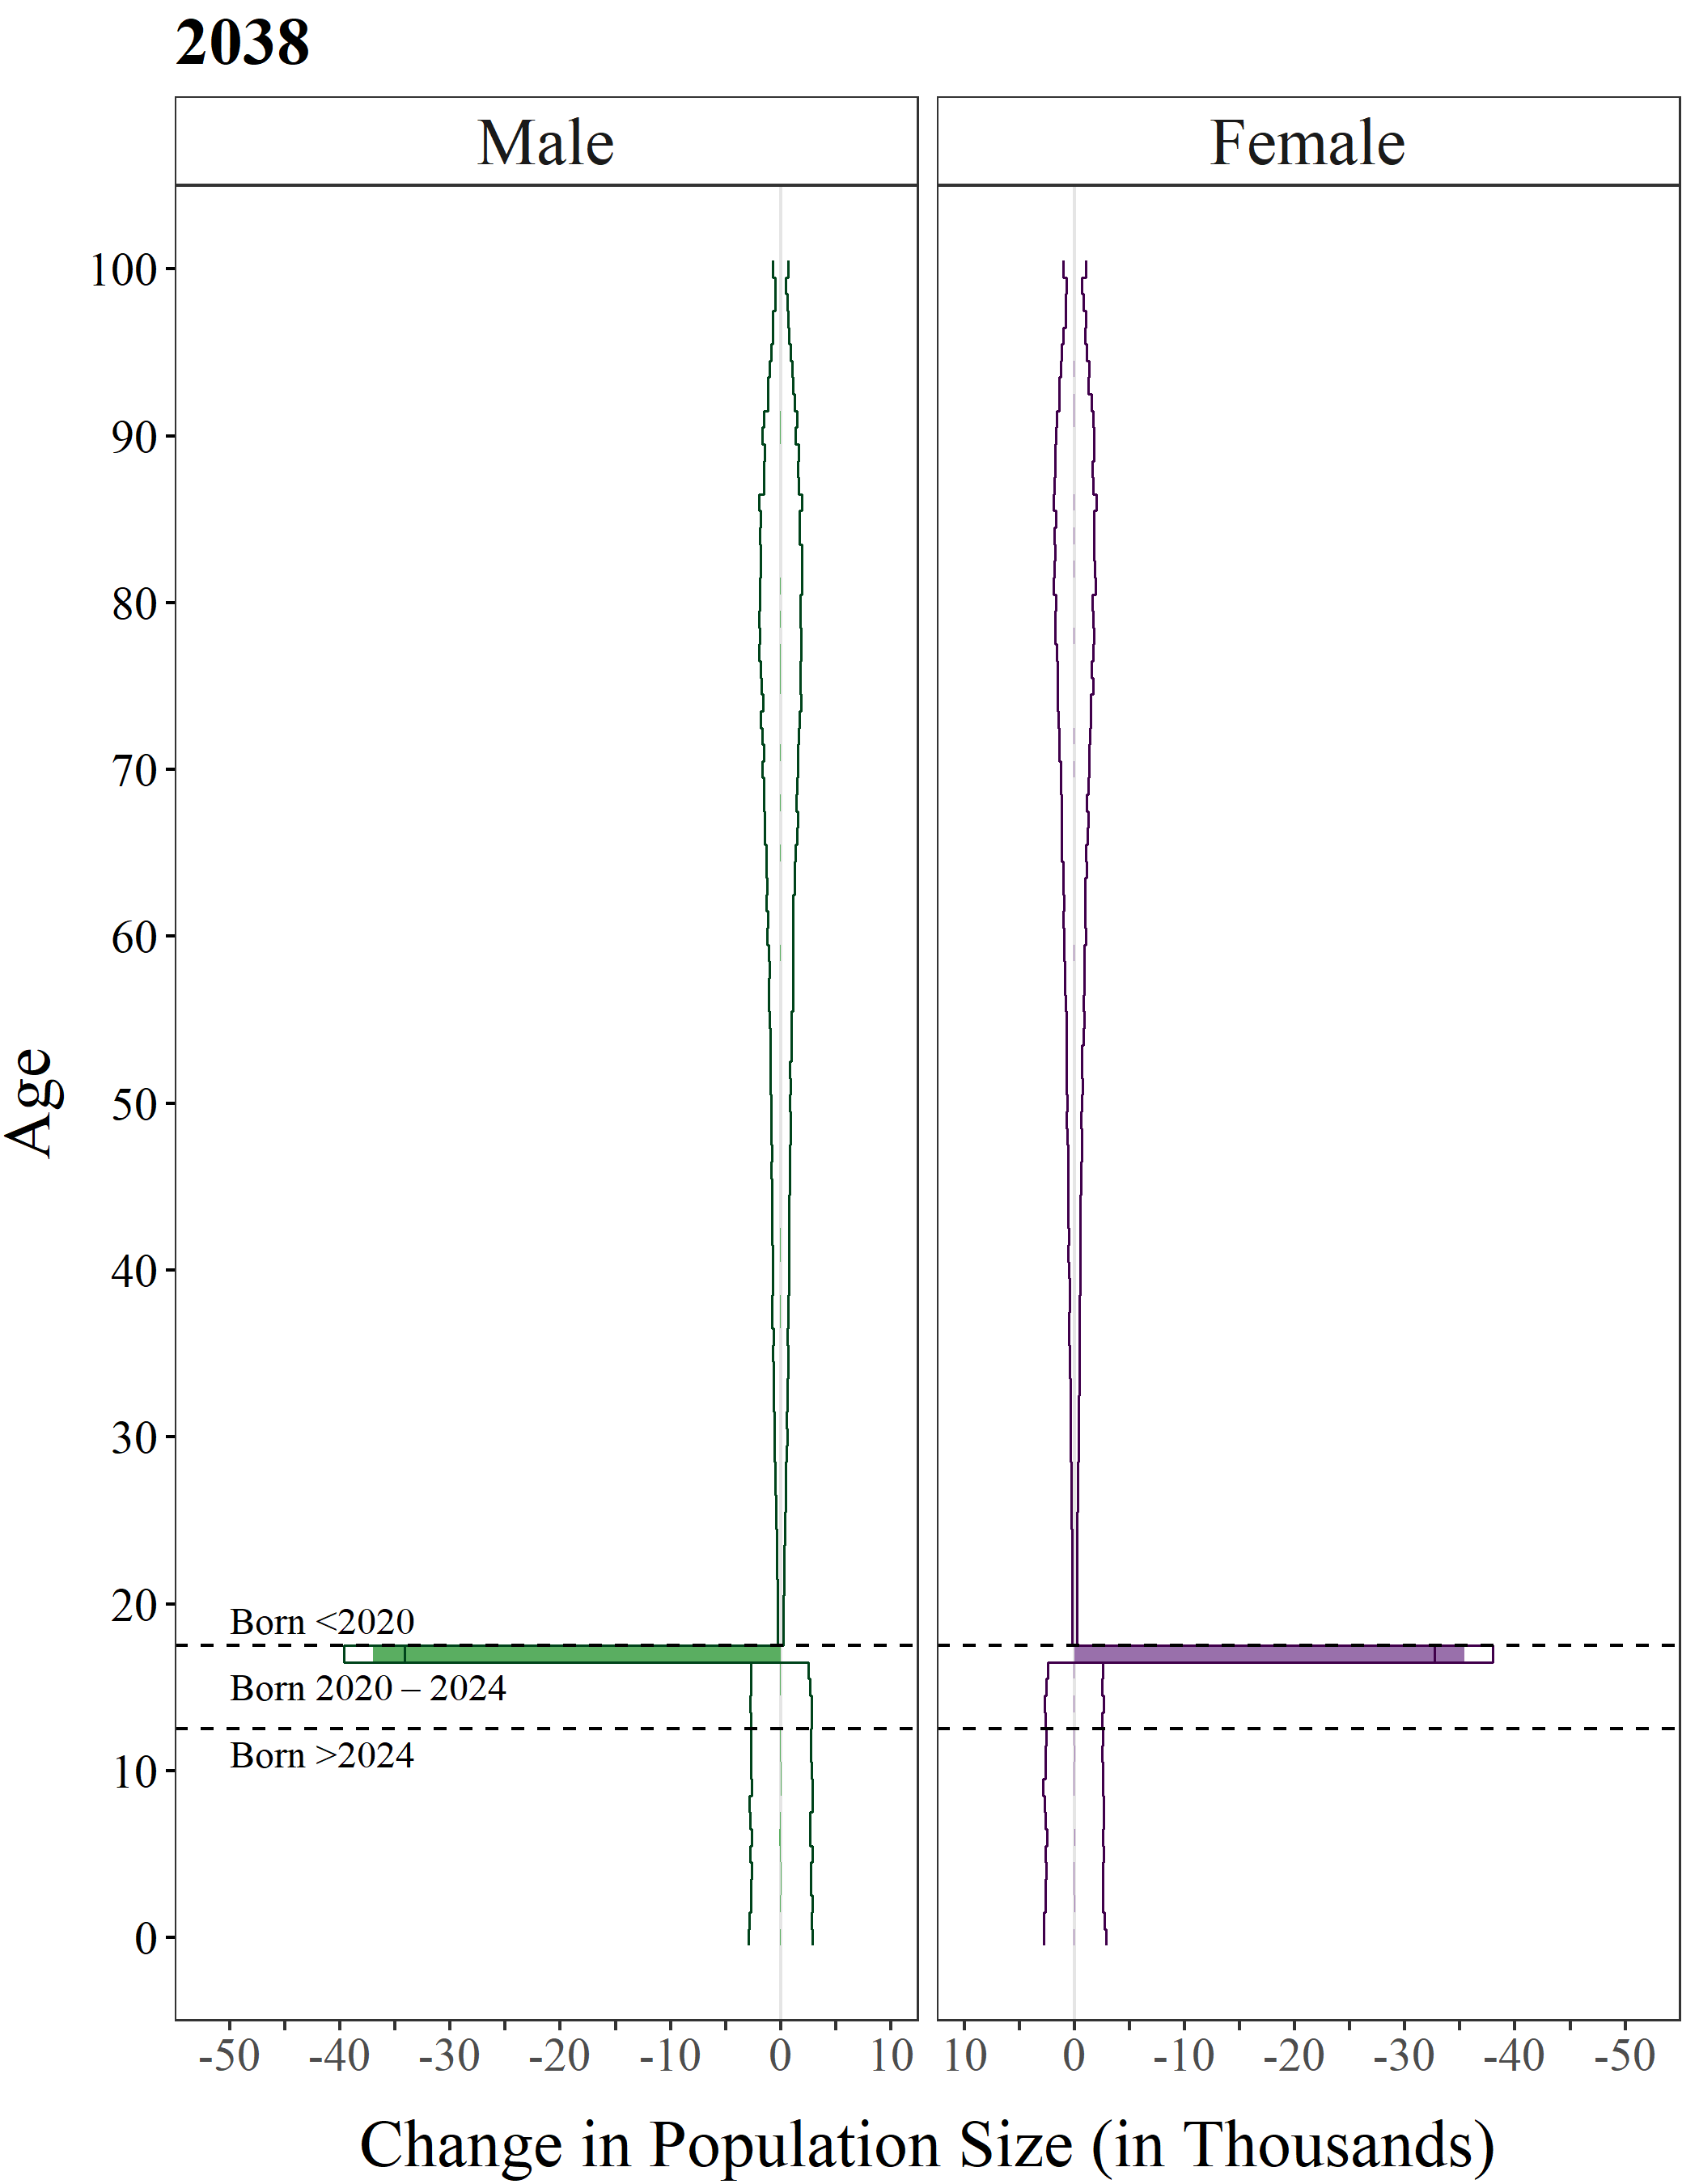 2038
Male
Female
Age
100
90
80
70
60
50
40
30
20
10
0
Born <2020
Born 2020 – 2024
Born >2024
-50 -40 -30 -20 -10 0 10
10 0 -10 -20 -30 -40 -50
Change in Population Size (in Thousands)